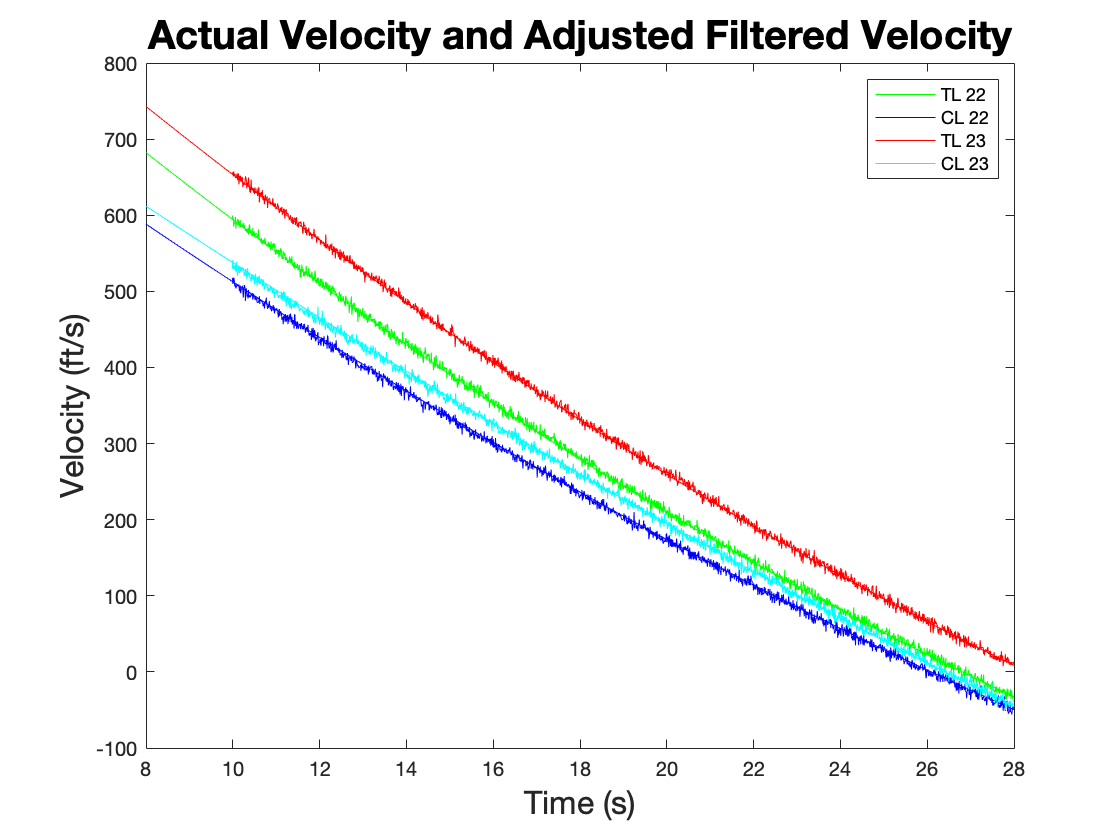 Actual Velocity and Adjusted Filtered Velocity
800
700
600
500
400
300
200
100
0
-100
Velocity (ft/s)
TL 22
CL 22
TL 23
CL 23
8 10 12 14 16 18 20 22 24 26 28
Time (s)